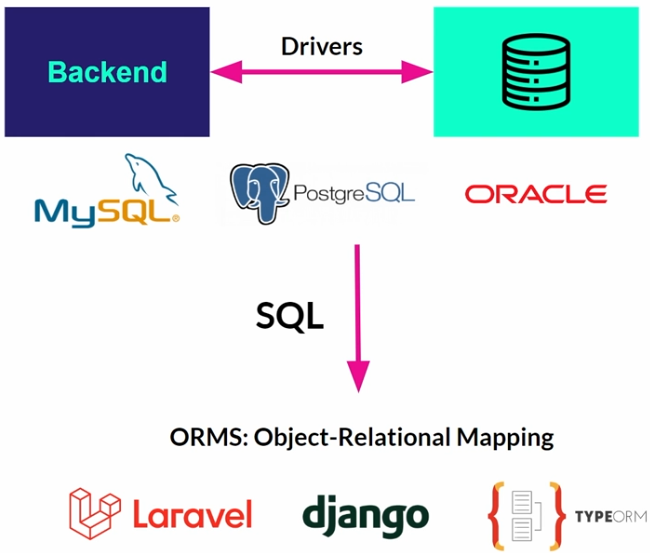 Drivers
Backend
MySQL®
PostgreSQL
ORACLE
SQL
ORMS: Object-Relational Mapping
Laravel
django
TYPEORM